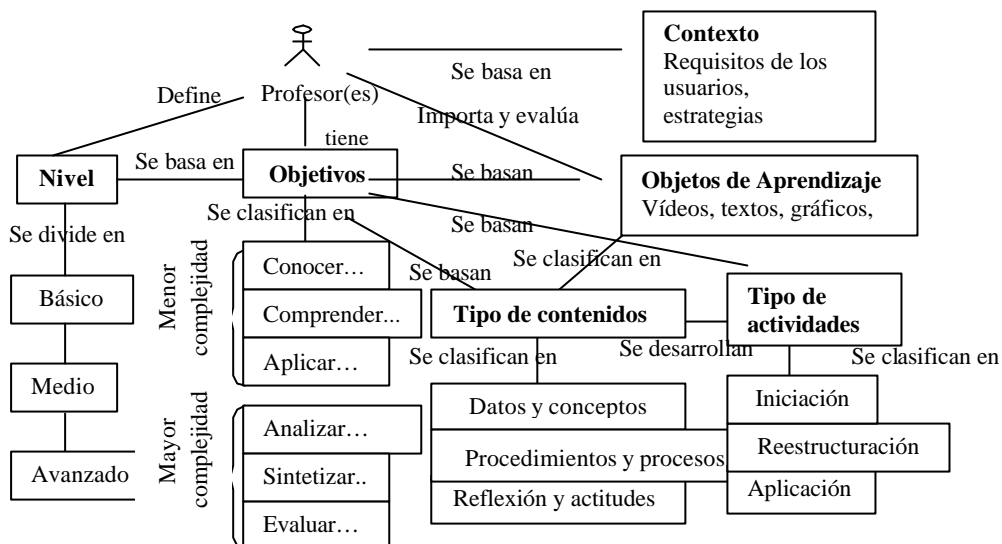 Contexto
Requisitos de los
usuarios,
estrategias
Se basa en
Define
Profesor(es)
Importa y evalúa
tiene
Nivel
Se basa en
Objetivos
Se basan
Objetos de Aprendizaje
Vídeos, textos, gráficos,
Se clasifican en
Se basan
Se divide en
Se clasifican en
Se basan
Menor
complejidad
Conocer…
Comprender...
Aplicar…
Básico
Medio
Avanzado
Tipo de contenidos
Tipo de
actividades
Se clasifican en
Se desarrollan
Se clasifican en
Mayor
complejidad
Analizar…
Sintetizar..
Evaluar…
Datos y conceptos
Procedimientos y procesos
Reflexión y actitudes
Iniciación
Reestructuración
Aplicación